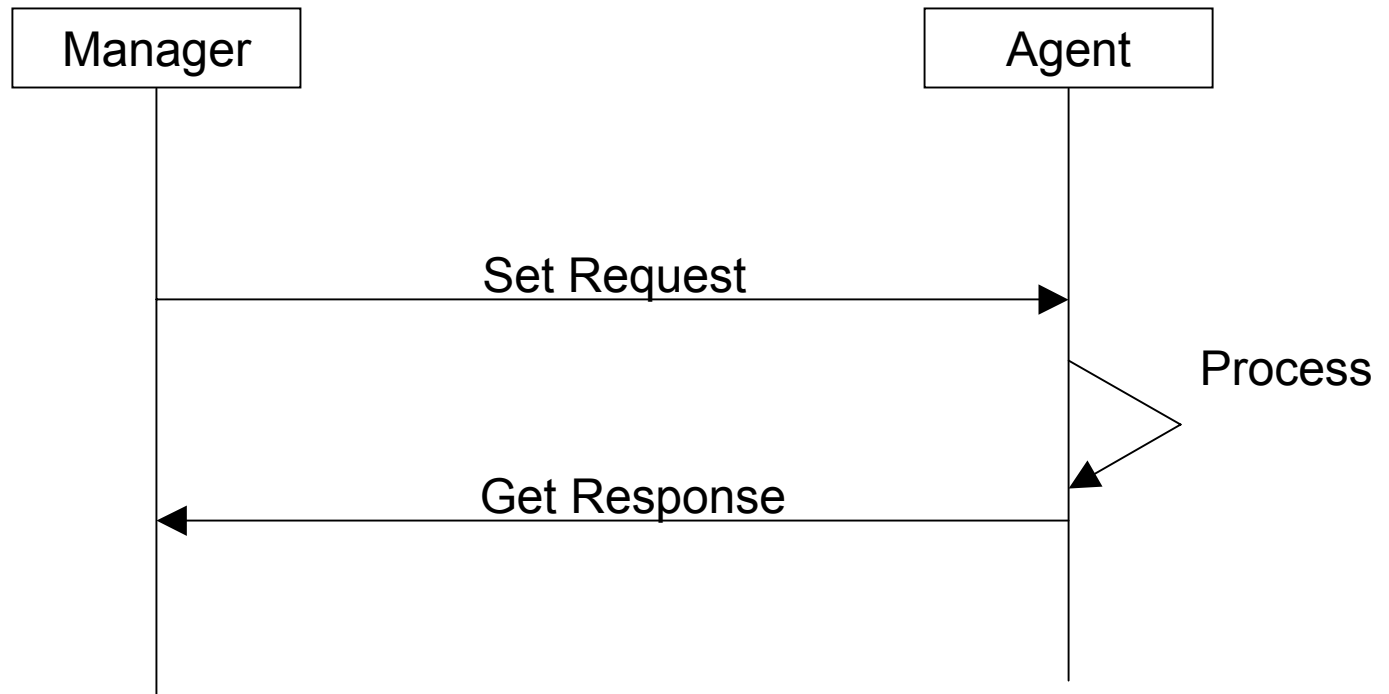 Manager
Agent
Set Request
Process
Get Response